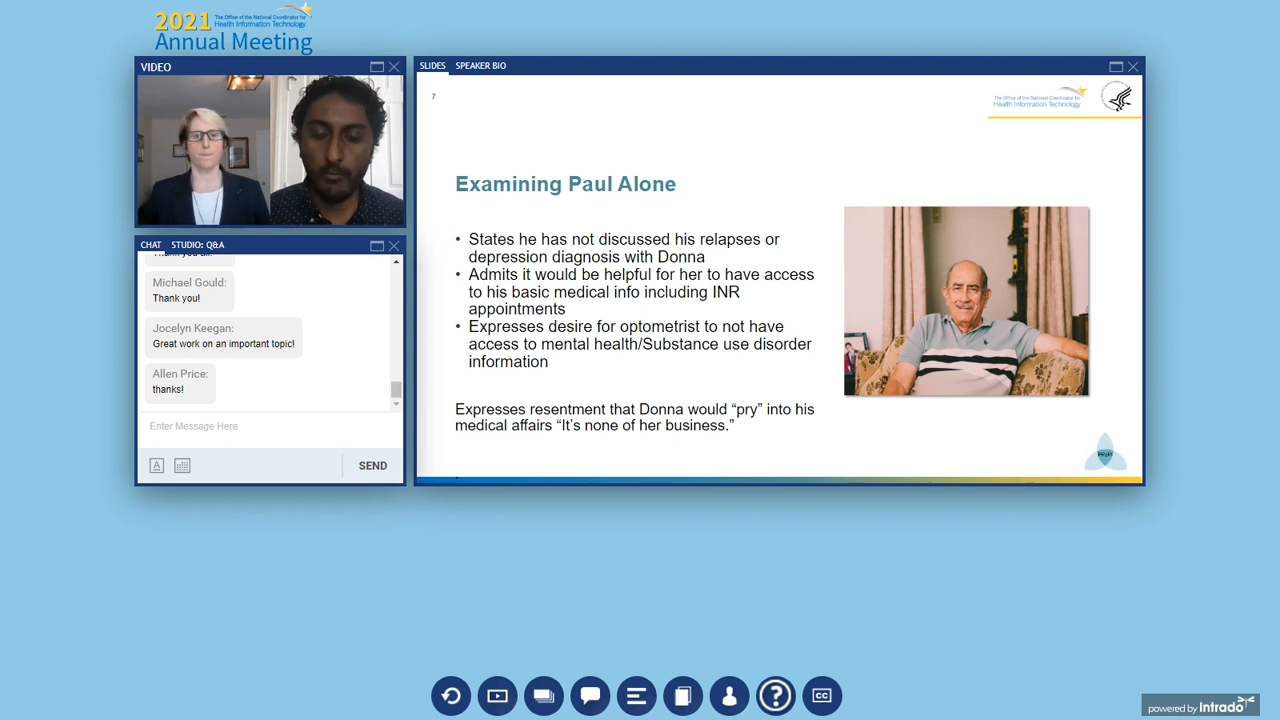 2021 The Office of the National Coordinator for
Health Information Technology
Annual Meeting
VIDEO
CHAT STUDIO: Q&A
Michael Gould:
Thank you!
Jocelyn Keegan:
Great work on an important topic!
Allen Price:
thanks!
Enter Message Here
A
SEND
SLIDES SPEAKER BIO
7
The Office of the National Coordinator for
Health Information Technology
Examining Paul Alone
• States he has not discussed his relapses or
depression diagnosis with Donna
• Admits it would be helpful for her to have access
to his basic medical info including INR
appointments
• Expresses desire for optometrist to not have
access to mental health/Substance use disorder
information
Expresses resentment that Donna would “pry” into his
medical affairs “It’s none of her business.”
?
CC
powered by Intrado